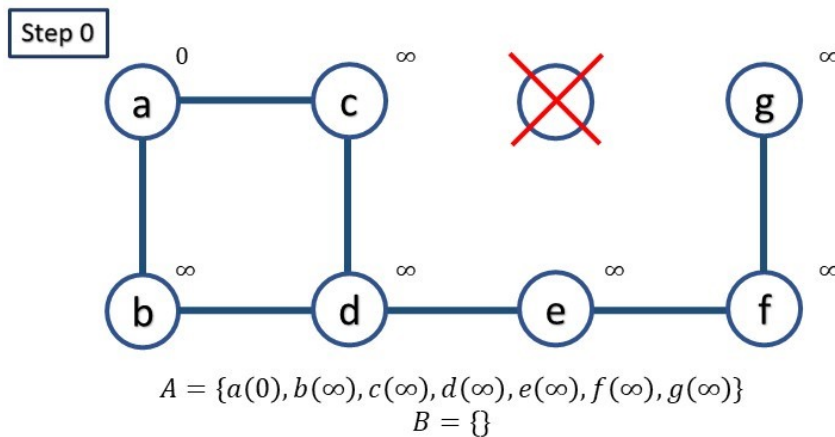 Step 0
0 ∞ ∞
a c g
∞ ∞ ∞ ∞
b d e f
A = {a(0), b(∞), c(∞), d(∞), e(∞), f(∞), g(∞)}
B = {}